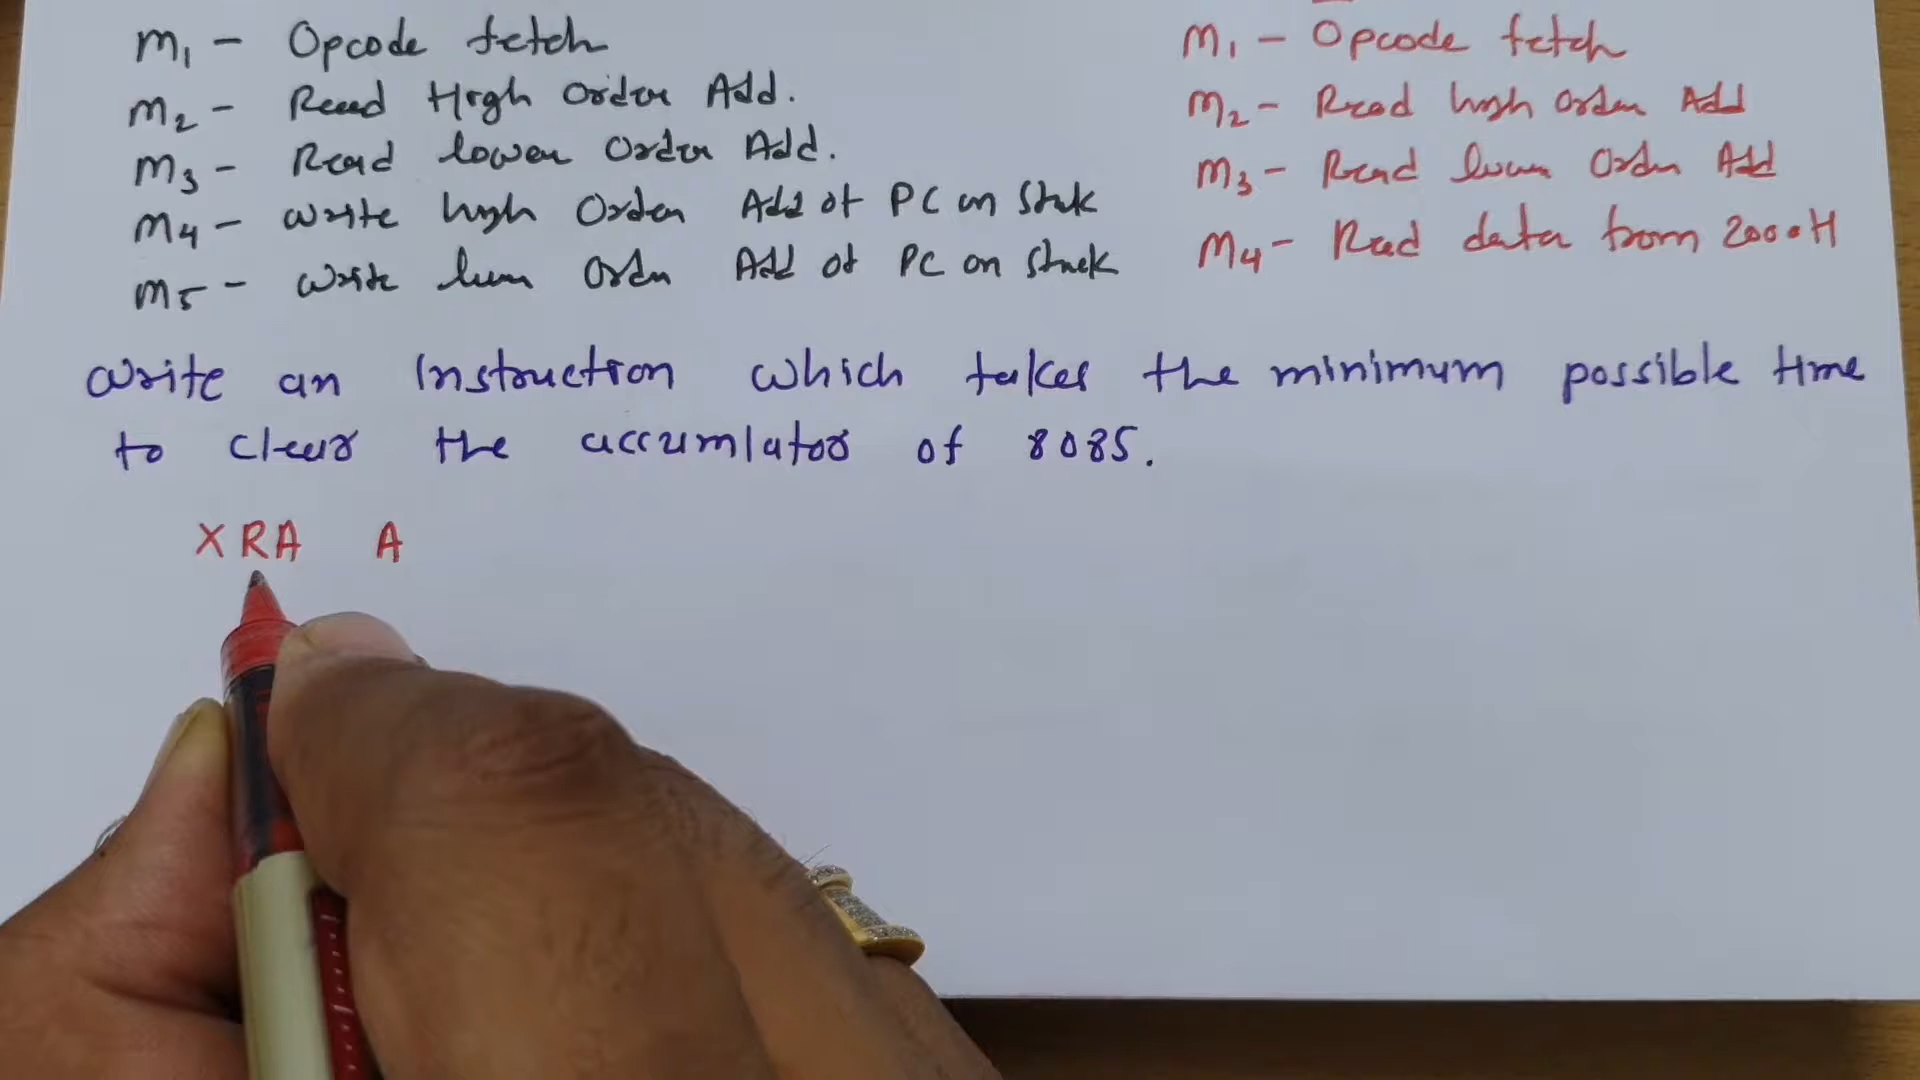 M1 - Opcode fetch
M2 - Read High Order Add.
M3 - Read lower Order Add.
M4 - Write high Order Add of PC on Stak
M5 - Write lower Order Add of PC on Stack
M1 - Opcode fetch
M2 - Read high Order Add
M3 - Read lower Order Add
M4 - Read data from 2000H
Write an Instruction which takes the minimum possible time
to clear the accumlator of 8085.
XRA A